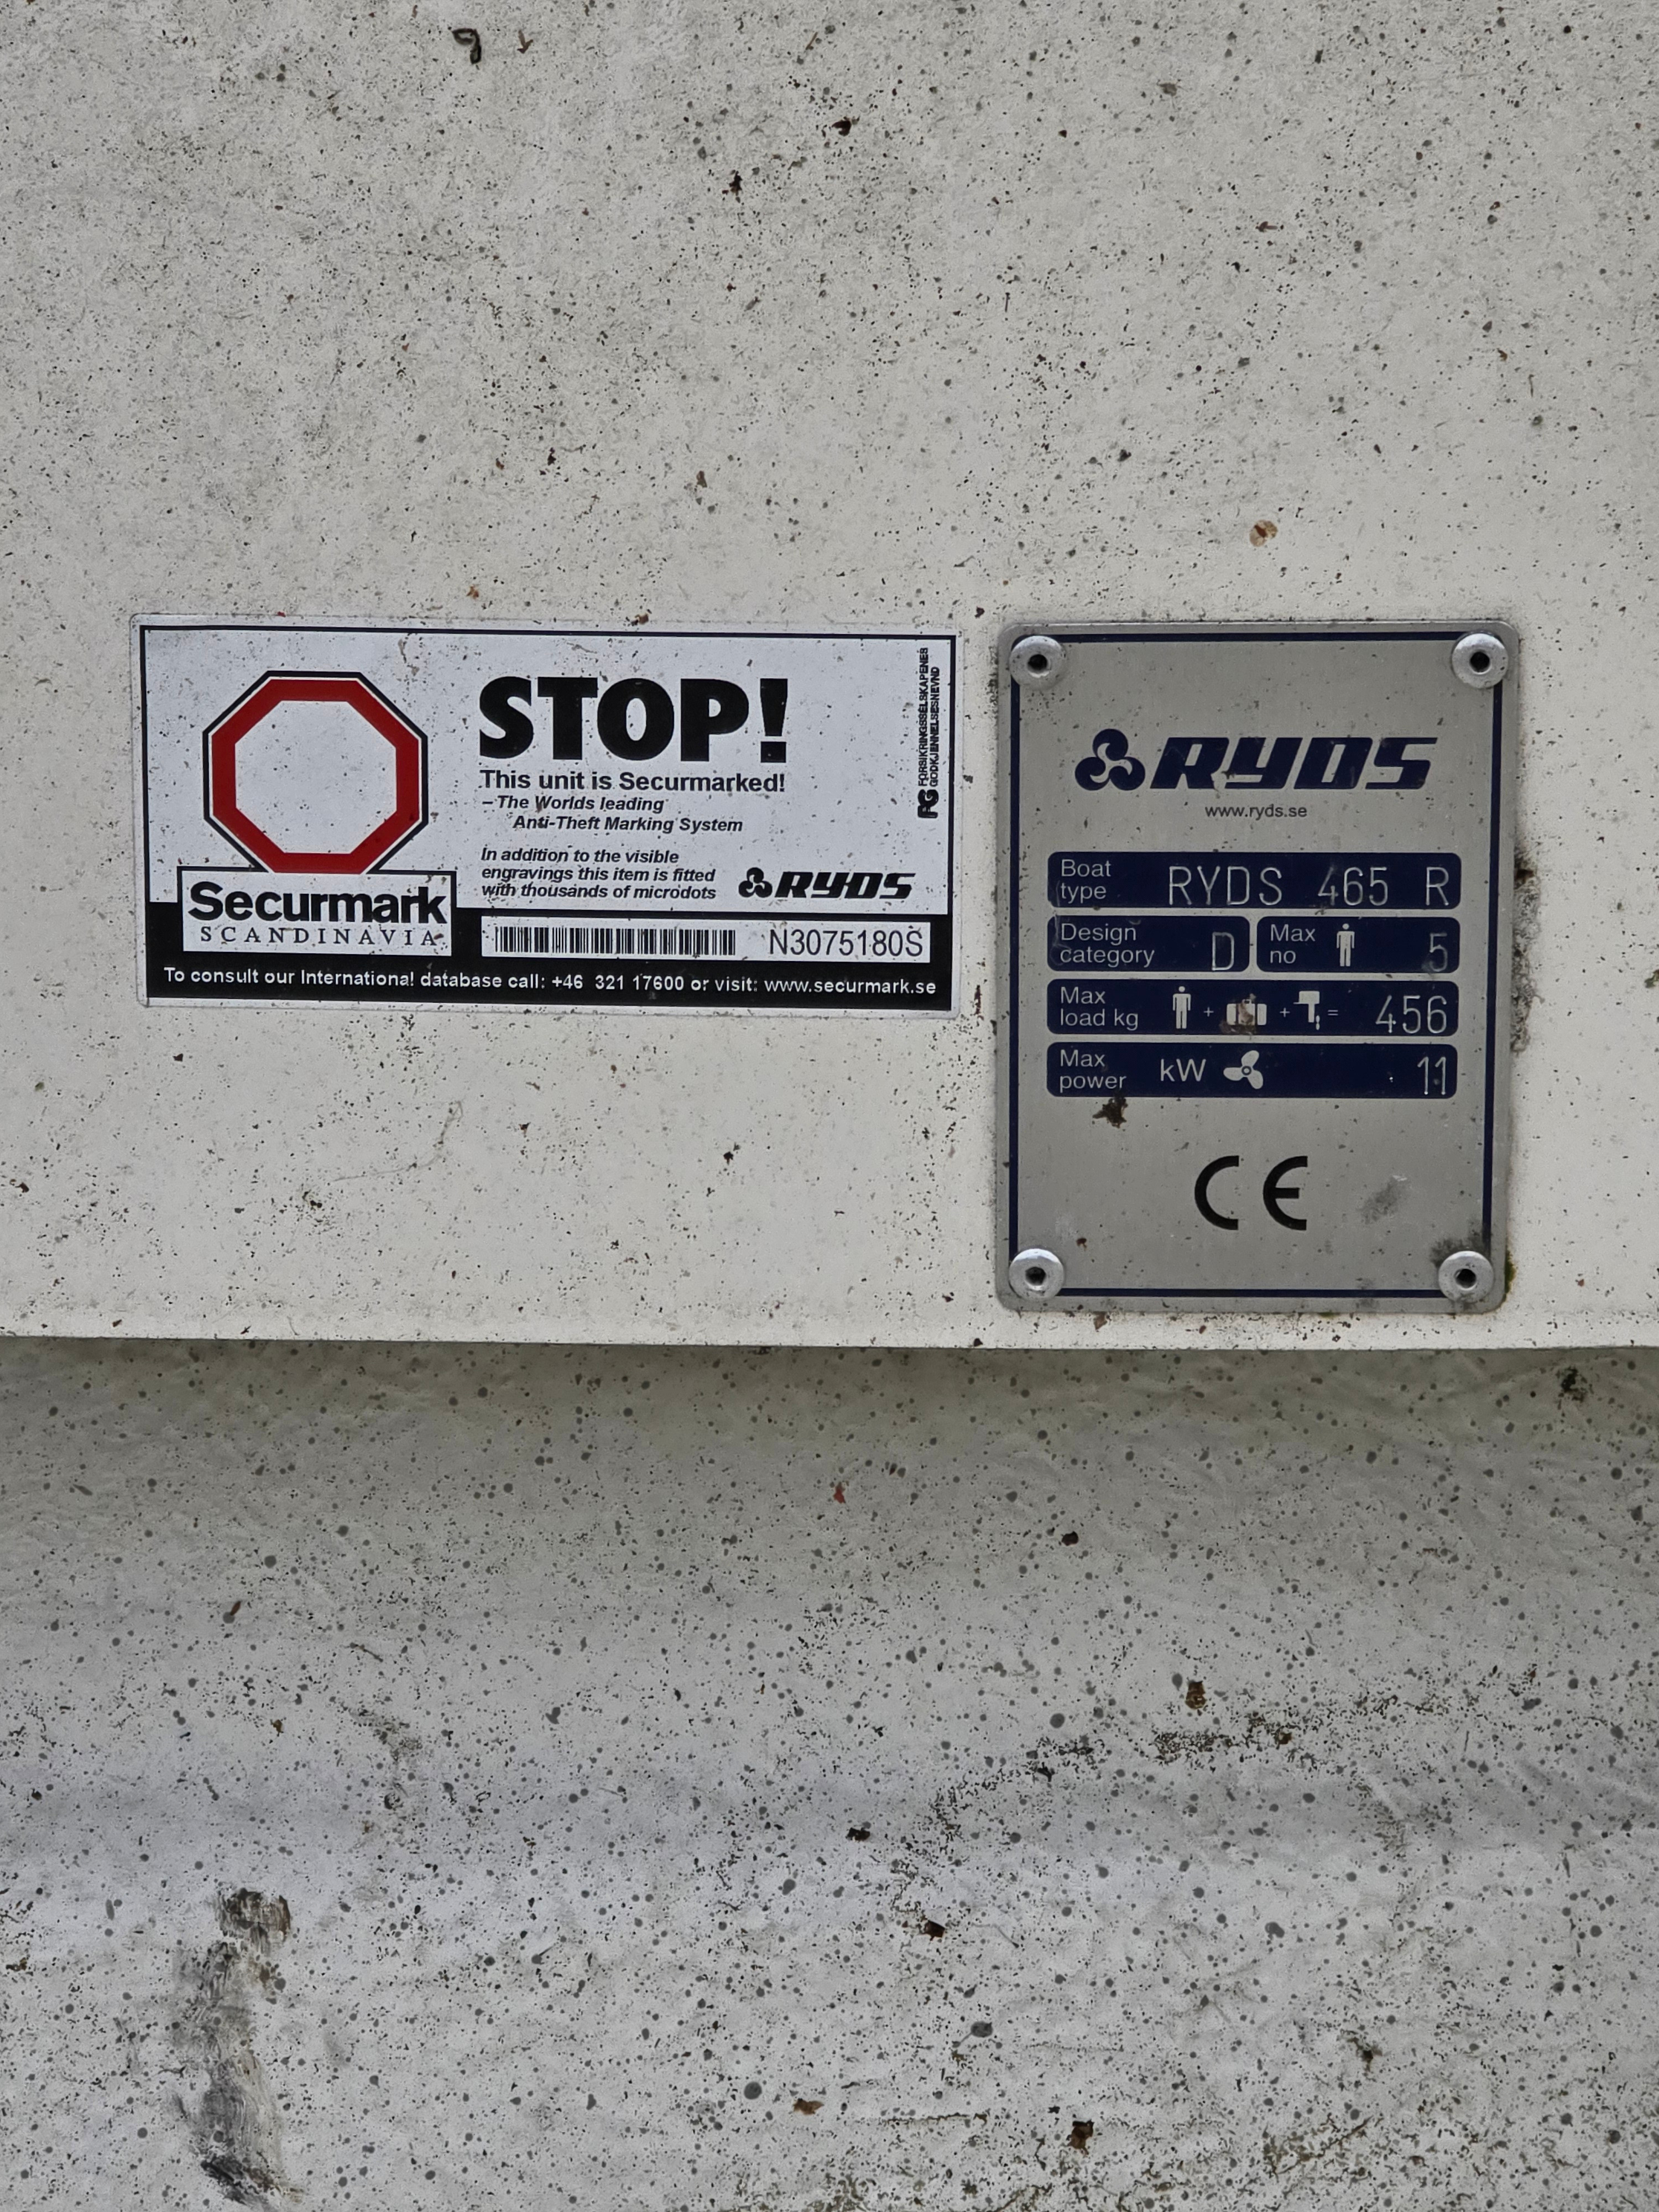 STOP!
This unit is Securmarked!
– The Worlds leading
Anti-Theft Marking System
In addition to the visible
engravings this item is fitted
with thousands of microdots
RYDS
FG FORSIKRINGSSELSKAPENES
GODKJENNELSESNEVND
Securmark
SCANDINAVIA
N3075180S
To consult our International database call: +46 321 17600 or visit: www.securmark.se
RYDS
www.ryds.se
Boat type RYDS 465 R
Design category D
Max no 5
Max load kg + + = 456
Max power kW 11
CE